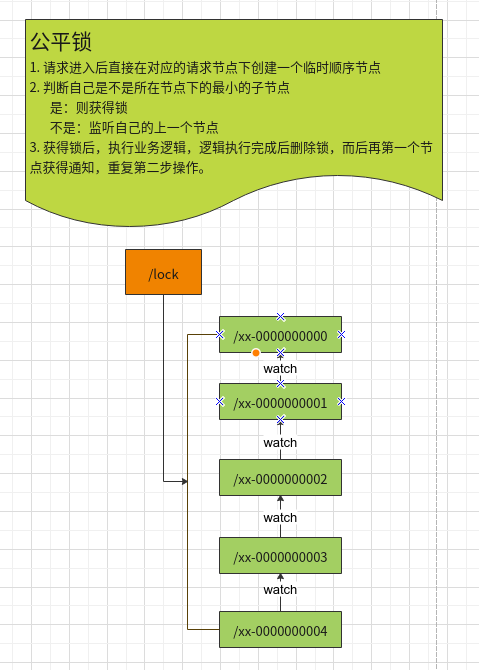 公平锁
1. 请求进入后直接在对应的请求节点下创建一个临时顺序节点
2. 判断自己是不是所在节点下的最小的子节点
是：则获得锁
不是：监听自己的上一个节点
3. 获得锁后，执行业务逻辑，逻辑执行完成后删除锁，而后再第一个节
点获得通知，重复第二步操作。
/lock
/xx-0000000000
watch
/xx-0000000001
watch
/xx-0000000002
watch
/xx-0000000003
watch
/xx-0000000004